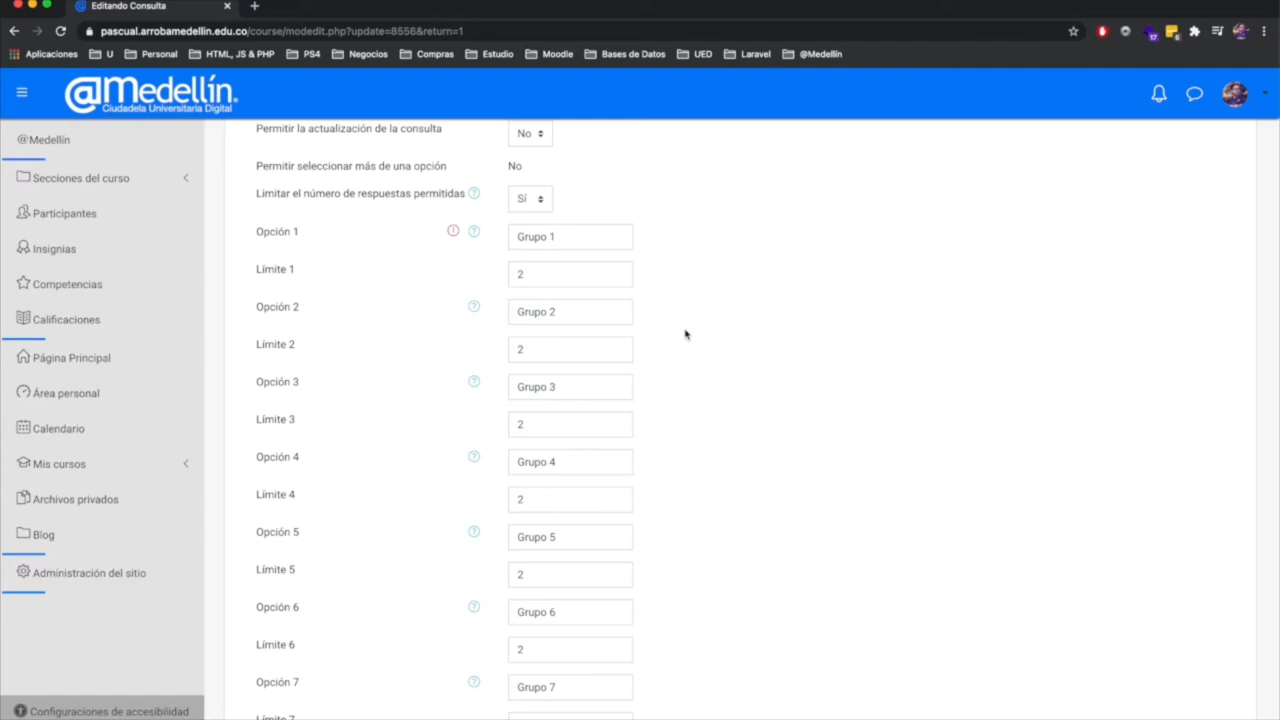 Editando Consulta
pascual.arrobamedellin.edu.co/course/modedit.php?update=8556&return=1
Aplicaciones U Personal HTML, JS & PHP PS4 Negocios Compras Estudio Moodle Bases de Datos UED Laravel @Medellín
@Medellín.
Ciudadela Universitaria Digital
@Medellín
Secciones del curso
Participantes
Insignias
Competencias
Calificaciones
Página Principal
Área personal
Calendario
Mis cursos
Archivos privados
Blog
Administración del sitio
Configuraciones de accesibilidad
Permitir la actualización de la consulta No
Permitir seleccionar más de una opción No
Limitar el número de respuestas permitidas Sí
Opción 1 Grupo 1
Límite 1 2
Opción 2 Grupo 2
Límite 2 2
Opción 3 Grupo 3
Límite 3 2
Opción 4 Grupo 4
Límite 4 2
Opción 5 Grupo 5
Límite 5 2
Opción 6 Grupo 6
Límite 6 2
Opción 7 Grupo 7
Límite 7